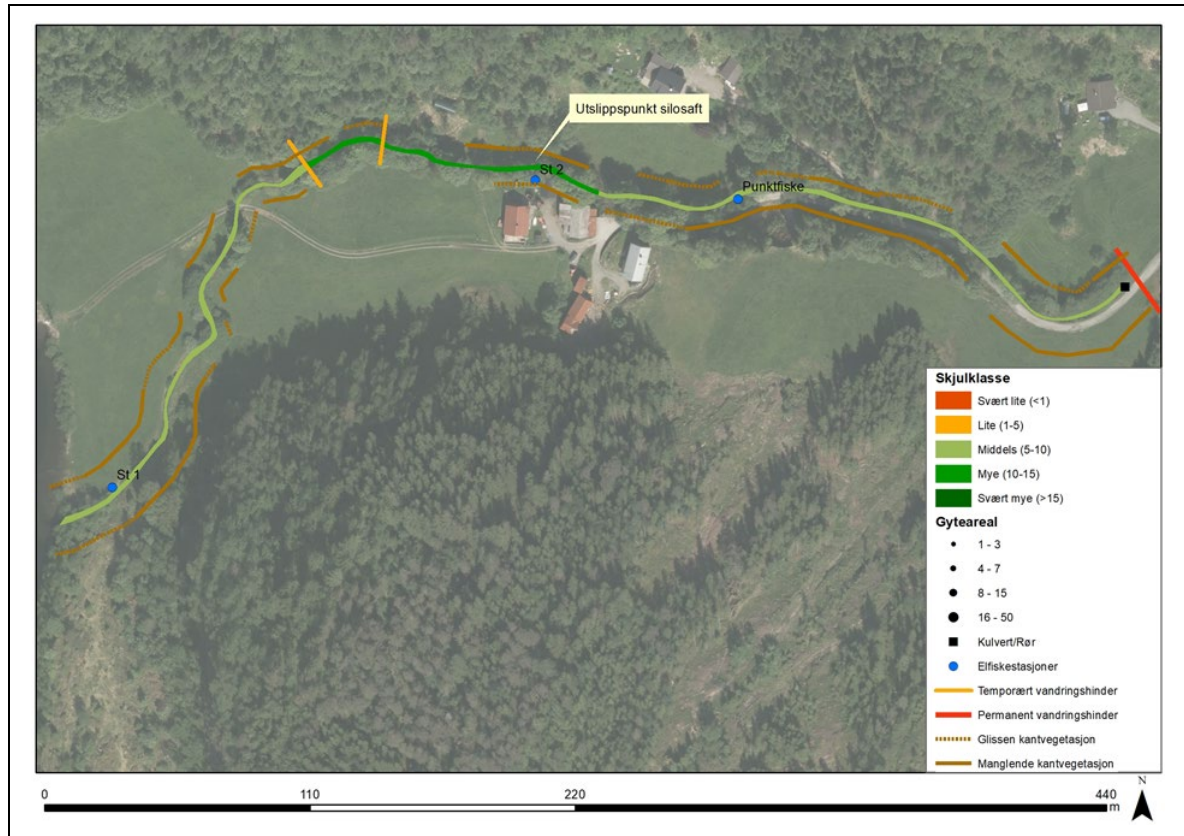 Utslippspunkt silosaft
St 2
Punktfiske
St 1
Skjulklasse
Svært lite (<1)
Lite (1-5)
Middels (5-10)
Mye (10-15)
Svært mye (>15)
Gyteareal
1 - 3
4 - 7
8 - 15
16 - 50
Kulvert/Rør
Elfiskestasjoner
Temporært vandringshinder
Permanent vandringshinder
Glissen kantvegetasjon
Manglende kantvegetasjon
0 110 220 440
m
N